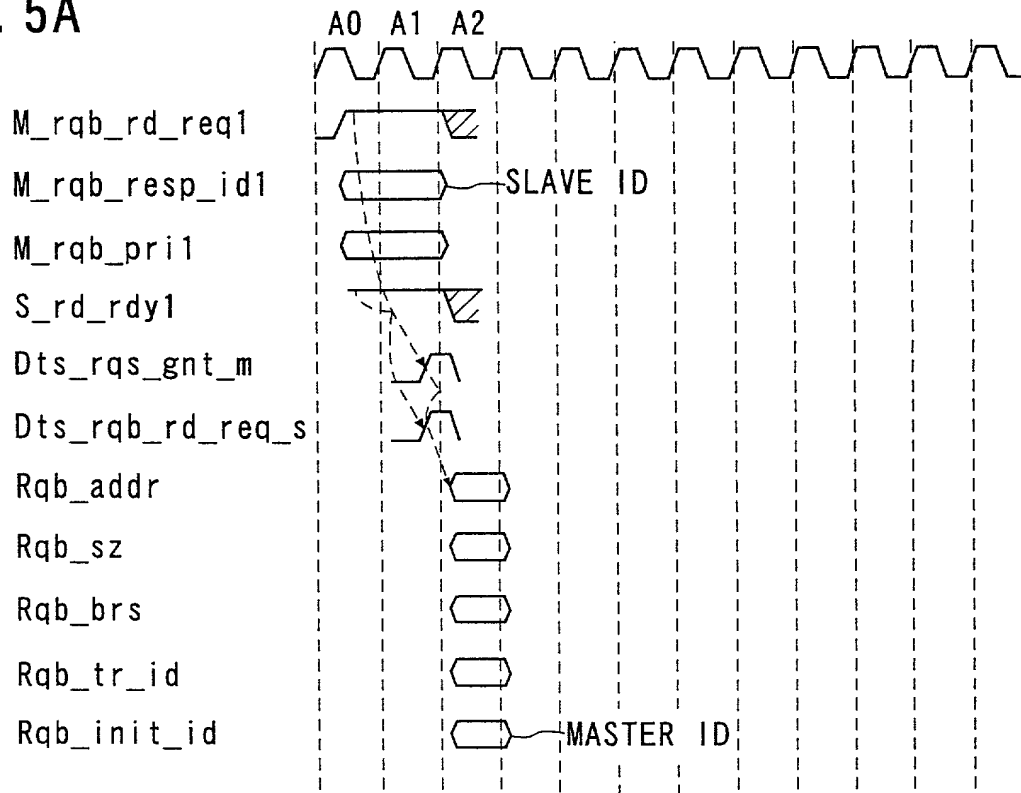 . 5A
A0 A1 A2
M_rqb_rd_req1
M_rqb_resp_id1
SLAVE ID
M_rqb_pri1
S_rd_rdy1
Dts_rqs_gnt_m
Dts_rqb_rd_req_s
Rqb_addr
Rqb_sz
Rqb_brs
Rqb_tr_id
Rqb_init_id
MASTER ID